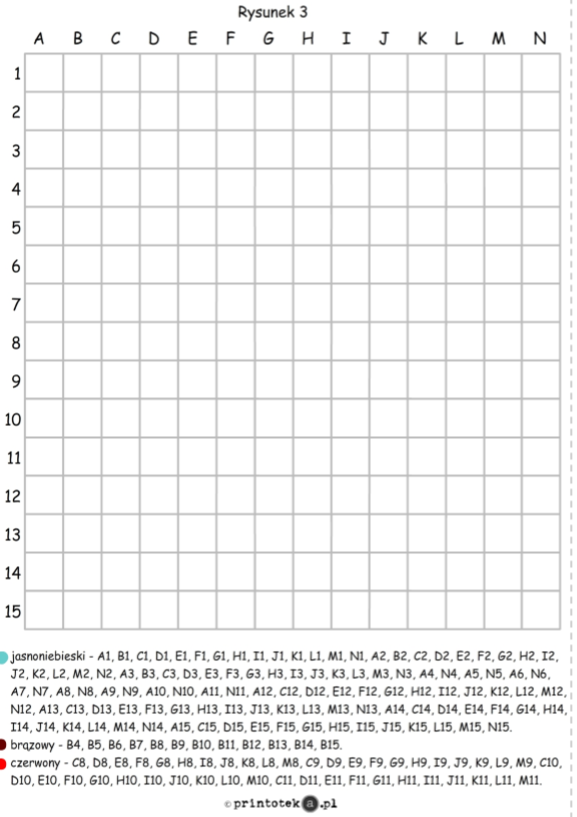 Rysunek 3
A B C D E F G H I J K L M N
1
2
3
4
5
6
7
8
9
10
11
12
13
14
15
jasnoniebieski - A1, B1, C1, D1, E1, F1, G1, H1, I1, J1, K1, L1, M1, N1, A2, B2, C2, D2, E2, F2, G2, H2, I2,
J2, K2, L2, M2, N2, A3, B3, C3, D3, E3, F3, G3, H3, I3, J3, K3, L3, M3, N3, A4, N4, A5, N5, A6, N6,
A7, N7, A8, N8, A9, N9, A10, N10, A11, N11, A12, C12, D12, E12, F12, G12, H12, I12, J12, K12, L12, M12,
N12, A13, C13, D13, E13, F13, G13, H13, I13, J13, K13, L13, M13, N13, A14, C14, D14, E14, F14, G14, H14,
I14, J14, K14, L14, M14, N14, A15, C15, D15, E15, F15, G15, H15, I15, J15, K15, L15, M15, N15.
brązowy - B4, B5, B6, B7, B8, B9, B10, B11, B12, B13, B14, B15.
czerwony - C8, D8, E8, F8, G8, H8, I8, J8, K8, L8, M8, C9, D9, E9, F9, G9, H9, I9, J9, K9, L9, M9, C10,
D10, E10, F10, G10, H10, I10, J10, K10, L10, M10, C11, D11, E11, F11, G11, H11, I11, J11, K11, L11, M11.
©printoteka.pl